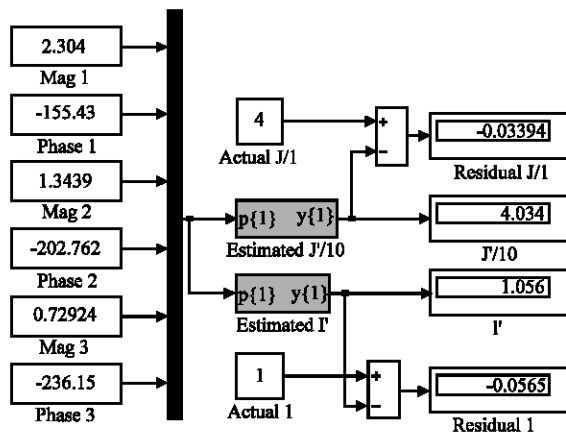 2.304
Mag 1
-155.43
Phase 1
1.3439
Mag 2
-202.762
Phase 2
0.72924
Mag 3
-236.15
Phase 3
4
Actual J/1
+
-
-0.03394
Residual J/1
p{1} y{1}
Estimated J'/10
4.034
J'/10
p{1} y{1}
Estimated I'
1.056
I'
1
Actual 1
+
-
-0.0565
Residual 1